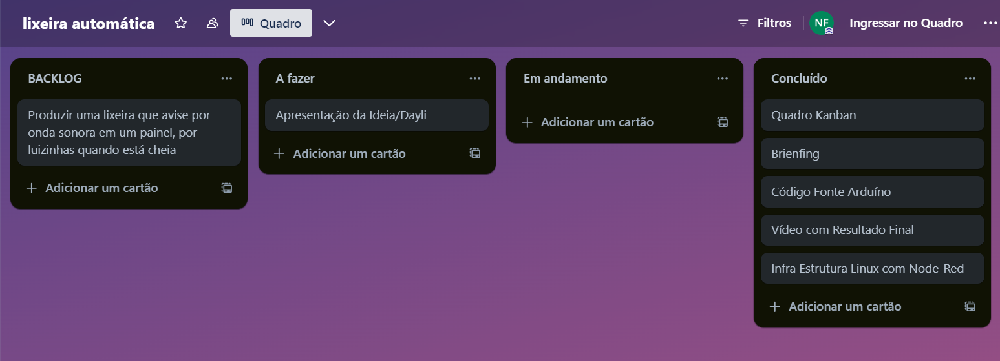 lixeira automática
Quadro
Filtros
NF
Ingressar no Quadro
BACKLOG
Produzir uma lixeira que avise por
onda sonora em um painel, por
luizinhas quando está cheia
Adicionar um cartão
A fazer
Apresentação da Ideia/Dayli
Adicionar um cartão
Em andamento
Adicionar um cartão
Concluído
Quadro Kanban
Brienfing
Código Fonte Arduíno
Vídeo com Resultado Final
Infra Estrutura Linux com Node-Red
Adicionar um cartão